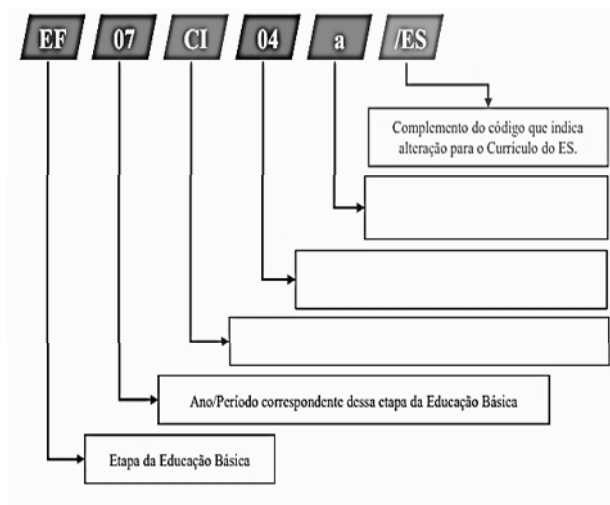 EF 07 CI 04 a /ES
Complemento do código que indica
alteração para o Currículo do ES.
Ano/Período correspondente dessa etapa da Educação Básica
Etapa da Educação Básica